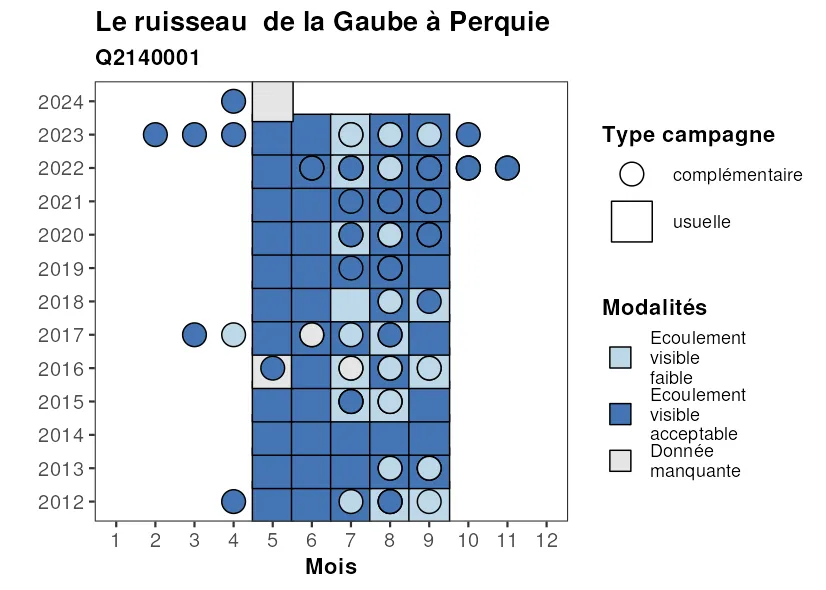 Le ruisseau  de la Gaube à Perquie
Q2140001
2024
2023
2022
2021
2020
2019
2018
2017
2016
2015
2014
2013
2012
1 2 3 4 5 6 7 8 9 10 11 12
Mois
Type campagne
complémentaire
usuelle
Modalités
Ecoulement
visible
faible
Ecoulement
visible
acceptable
Donnée
manquante